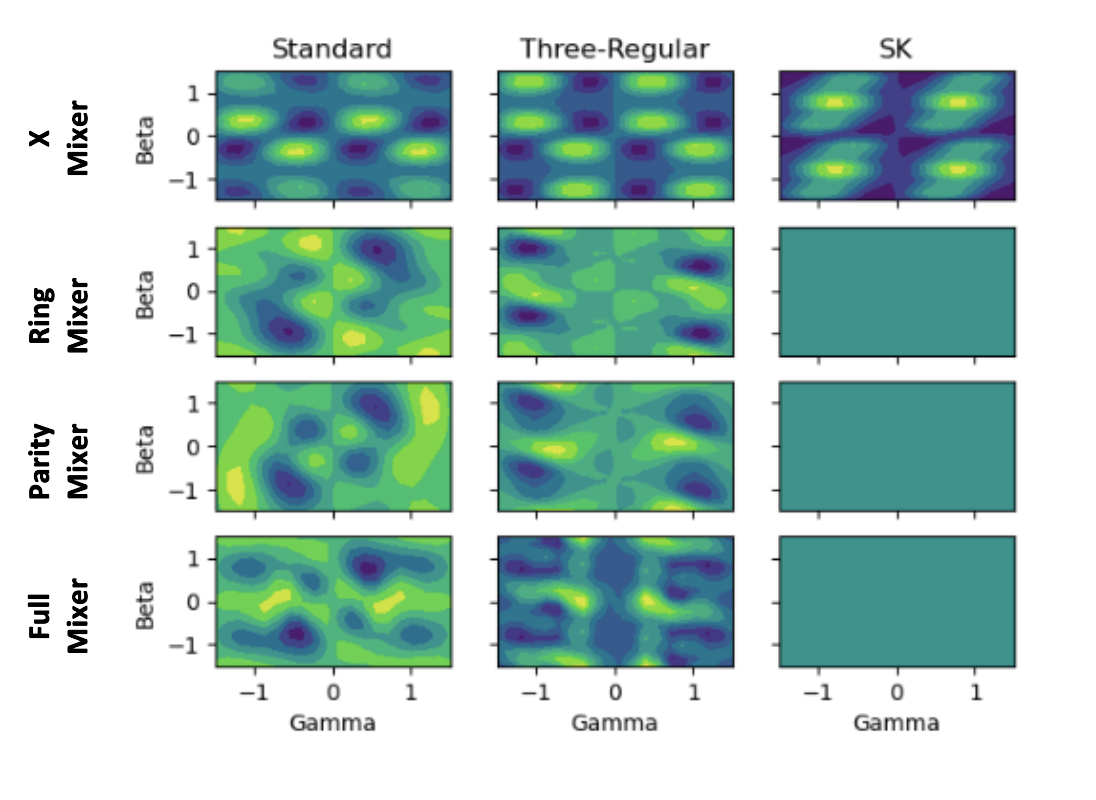 Standard Three-Regular SK
X
Mixer
Beta
1
0
−1
Ring
Mixer
Beta
1
0
−1
Parity
Mixer
Beta
1
0
−1
Full
Mixer
Beta
1
0
−1
−1 0 1 −1 0 1 −1 0 1
Gamma Gamma Gamma